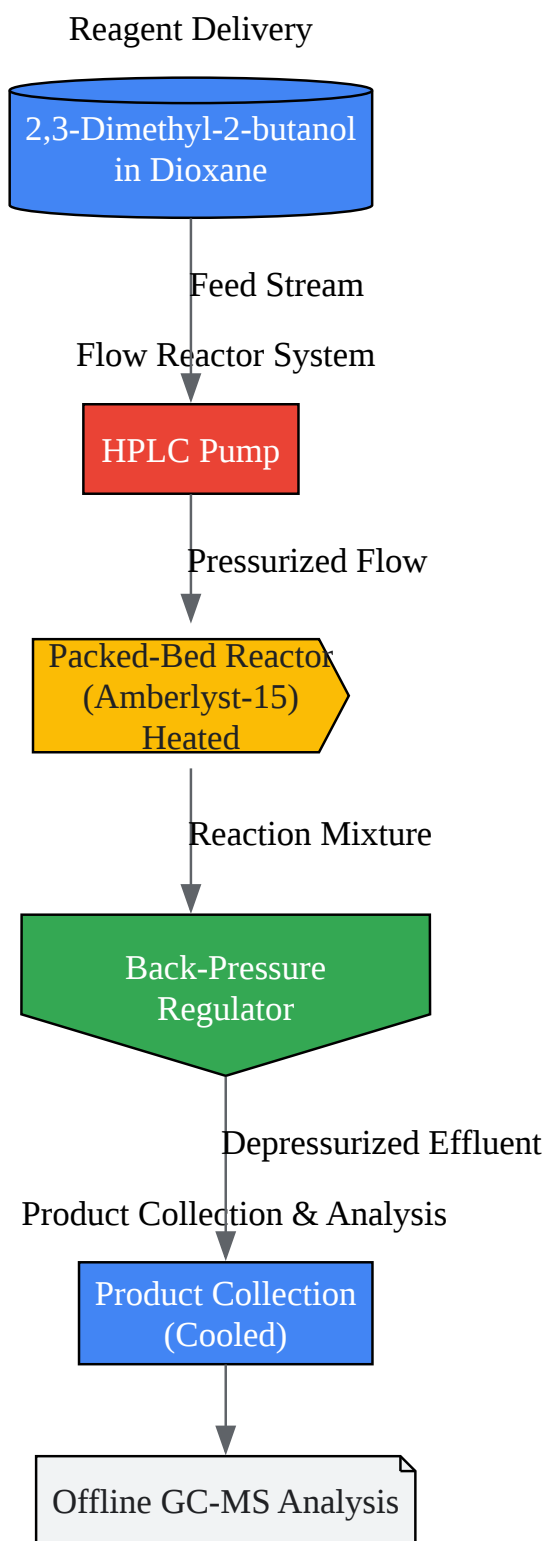 Reagent Delivery
2,3-Dimethyl-2-butanol
in Dioxane
Feed Stream
Flow Reactor System
HPLC Pump
Pressurized Flow
Packed-Bed Reactor
(Amberlyst-15)
Heated
Reaction Mixture
Back-Pressure
Regulator
Depressurized Effluent
Product Collection & Analysis
Product Collection
(Cooled)
Offline GC-MS Analysis